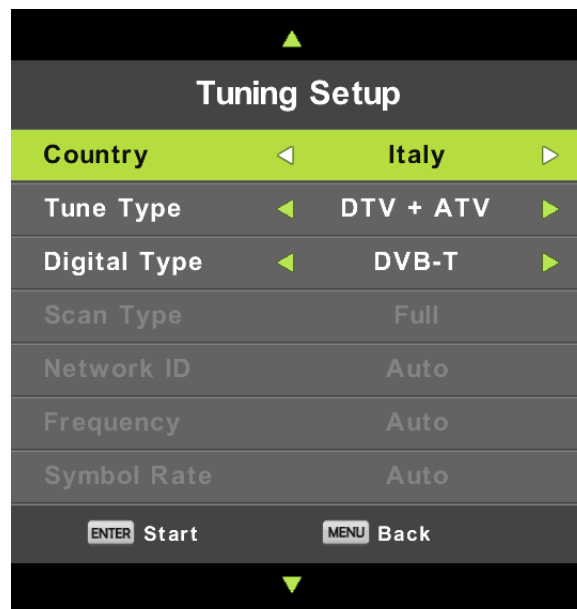 Tuning Setup
Country Italy
Tune Type DTV + ATV
Digital Type DVB-T
Scan Type Full
Network ID Auto
Frequency Auto
Symbol Rate Auto
ENTER Start MENU Back